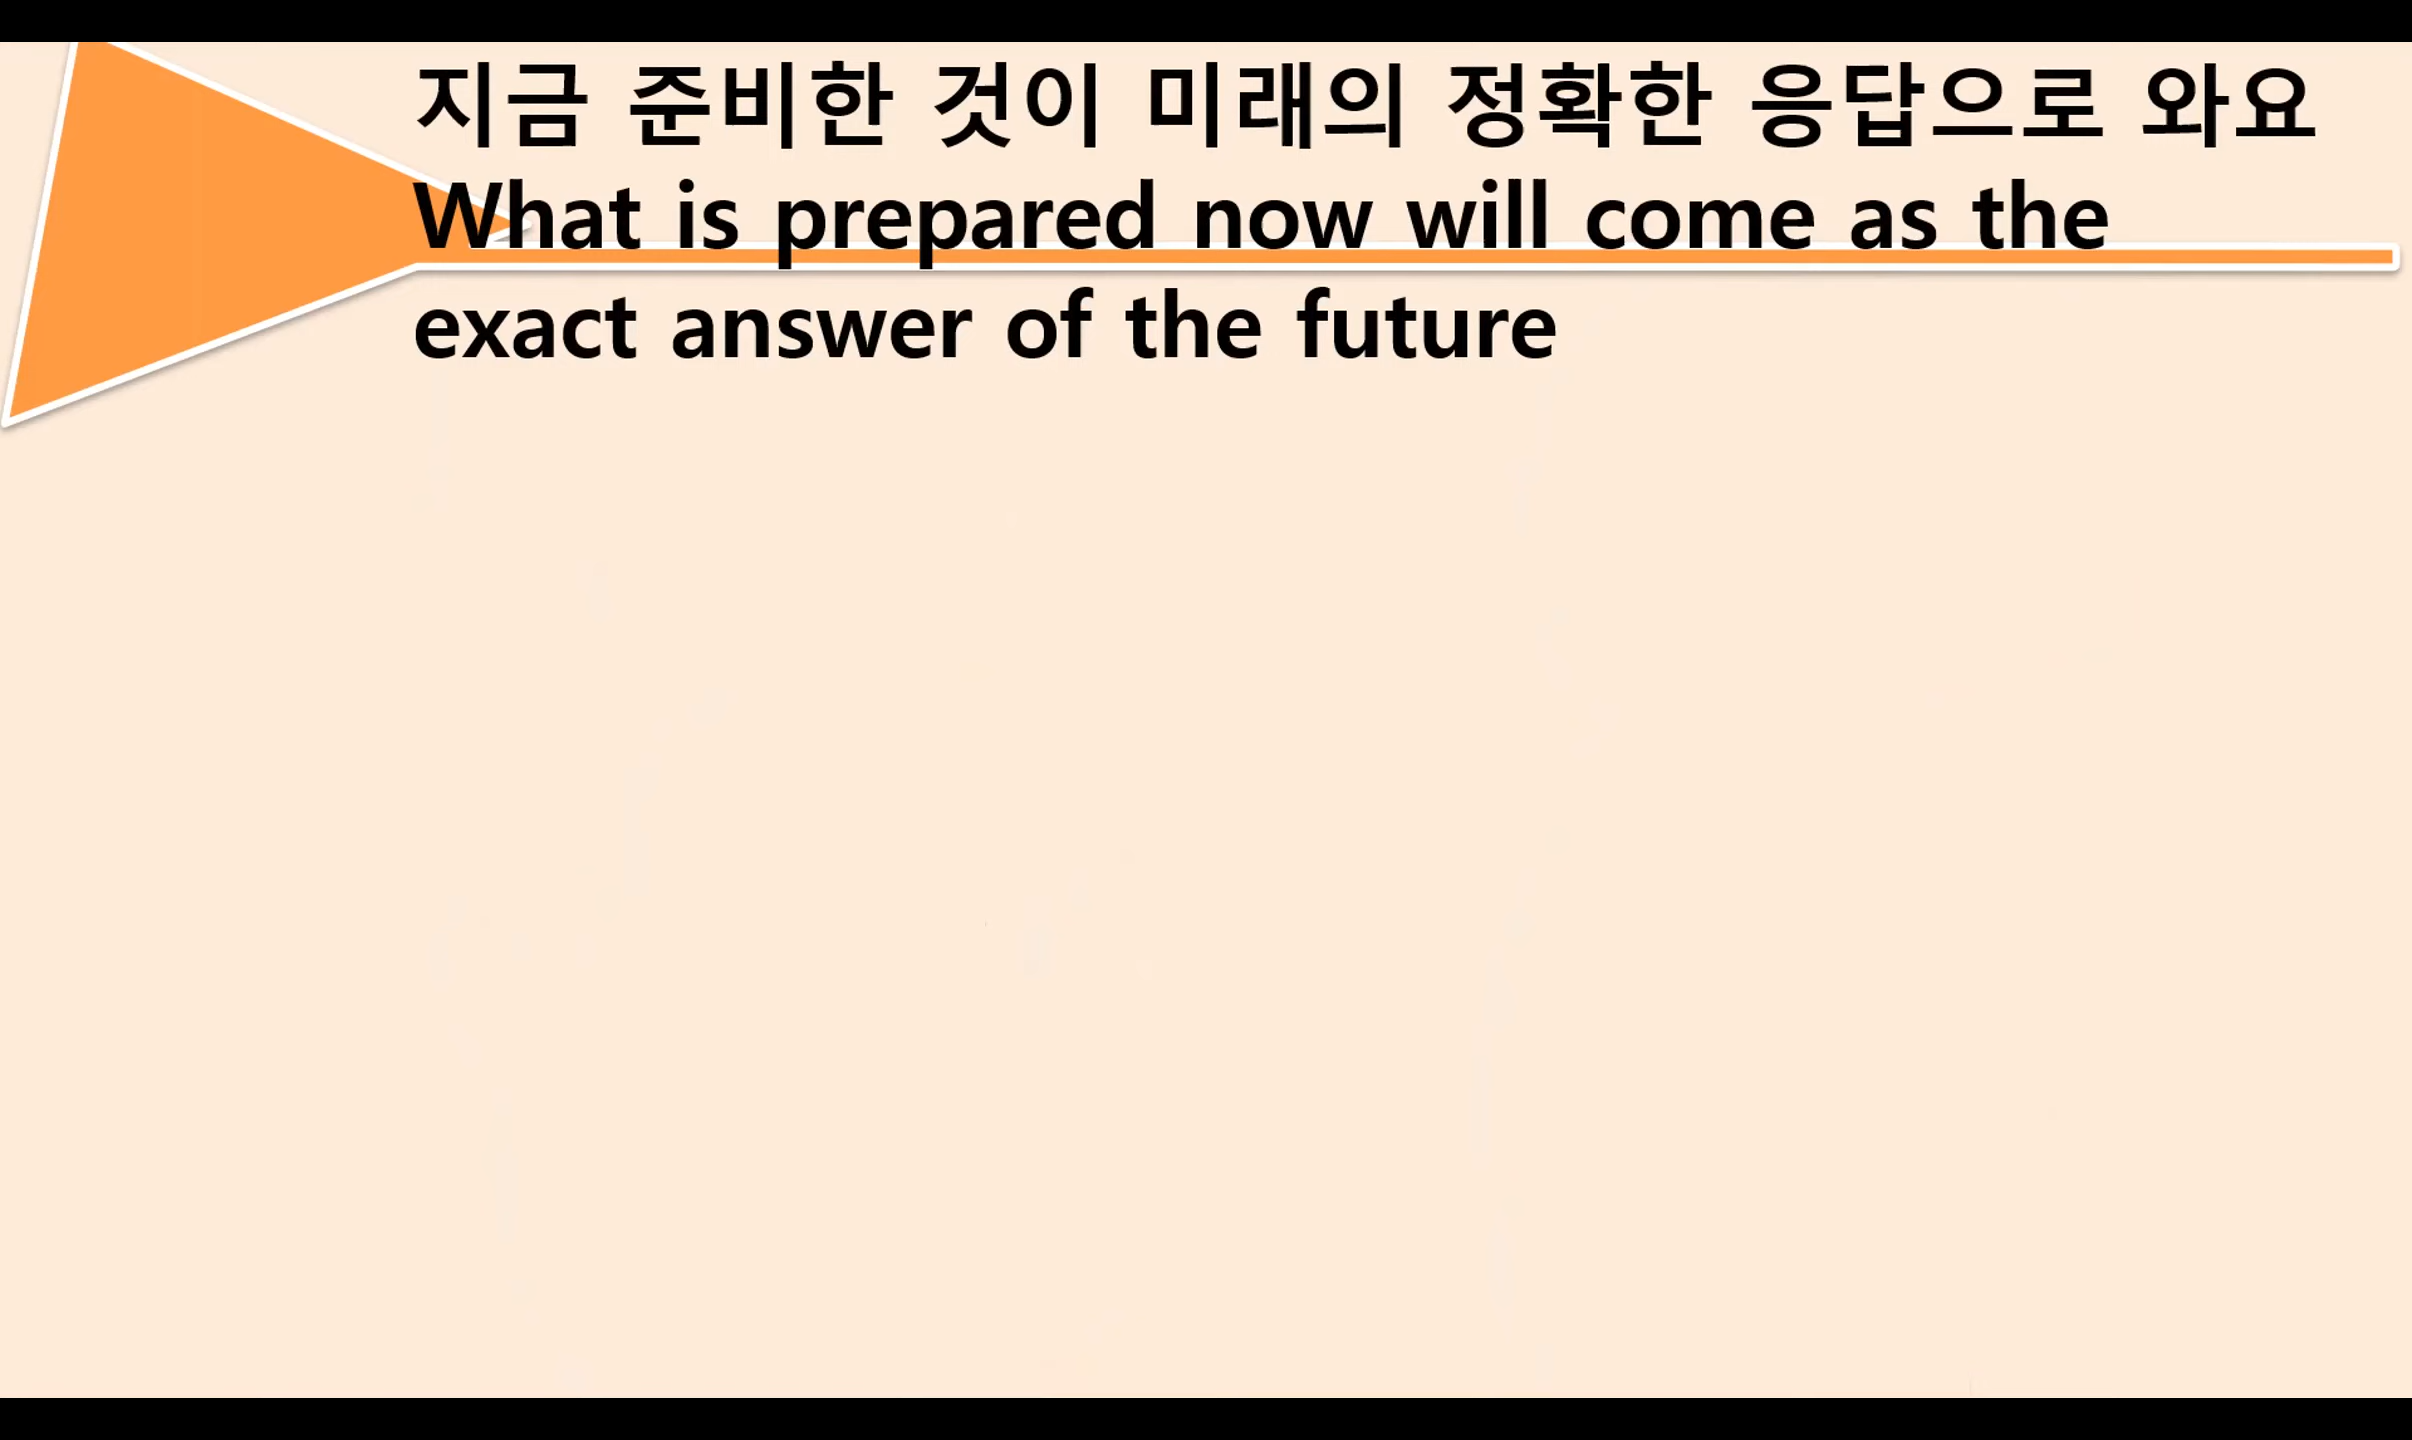 지금 준비한 것이 미래의 정확한 응답으로 와요
What is prepared now will come as the
exact answer of the future